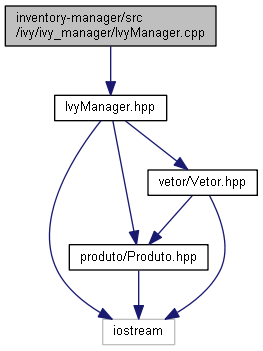 inventory-manager/src
/ivy/ivy_manager/IvyManager.cpp
IvyManager.hpp
vetor/Vetor.hpp
produto/Produto.hpp
iostream